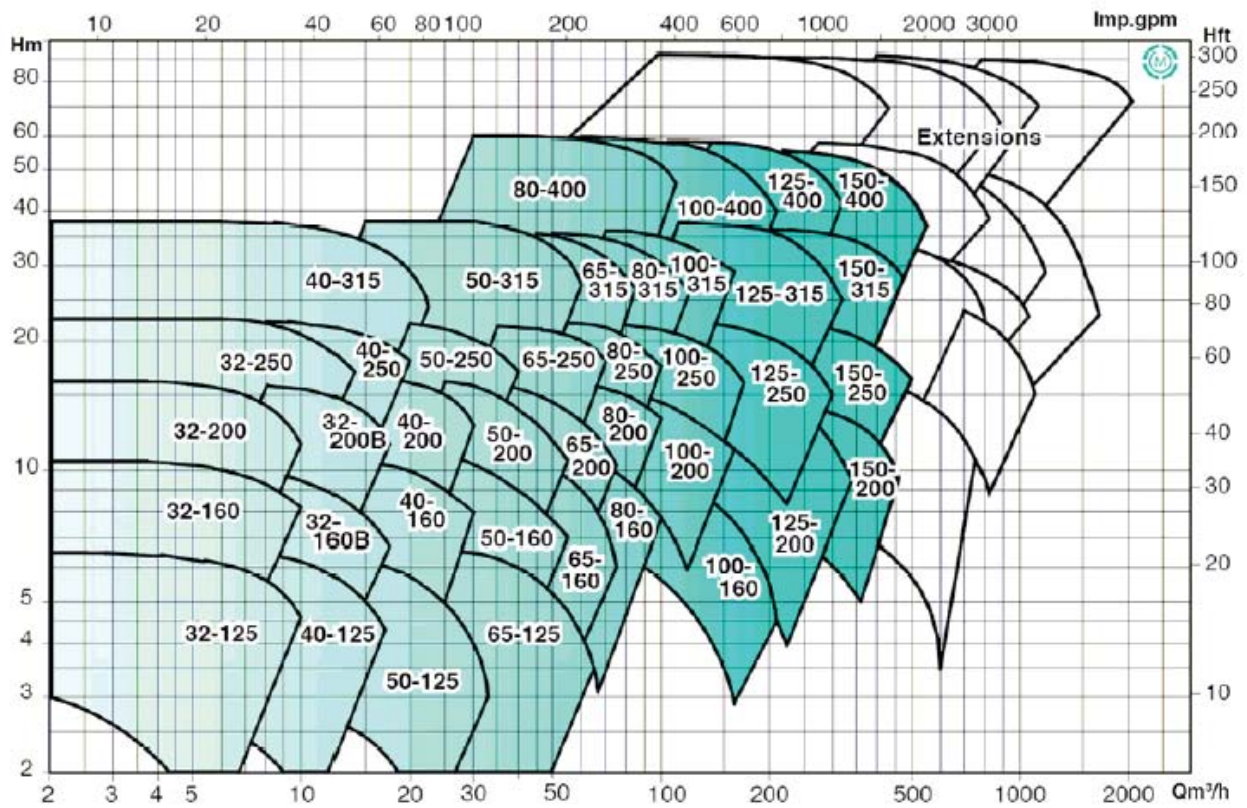 10 20 40 60 80 100 200 400 600 1000 2000 3000 Imp.gpm
Hm Hft
80 300
250
60 Extensions 200
50 80-400 125-400 150-400 150
40 100-400
30 40-315 50-315 65-315 80-315 100-315 125-315 150-315 100
80
20 32-250 40-250 50-250 65-250 80-250 100-250 125-250 150-250 60
32-200 32-200B 40-200 50-200 65-200 80-200 100-200 150-200 40
10
32-160 32-160B 40-160 50-160 65-160 80-160 100-160 125-200 30
20
5
4 32-125 40-125 50-125 65-125
3 10
2
2 3 4 5 10 20 30 50 100 200 500 1000 2000 Qm³/h
M